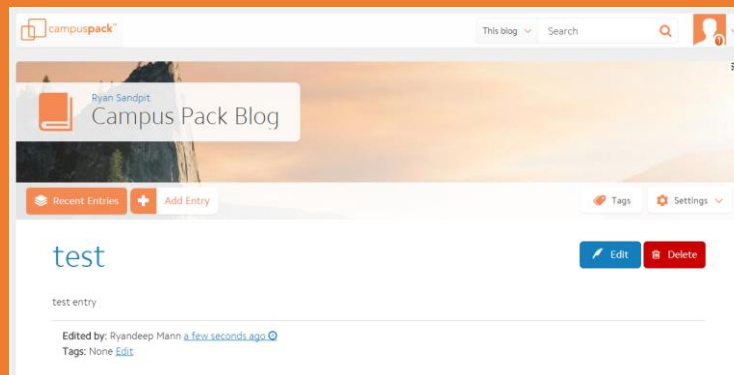 campuspack™
This blog
Search
Ryan Sandpit
Campus Pack Blog
Recent Entries
Add Entry
Tags
Settings
test
Edit
Delete
test entry
Edited by: Ryandeep Mann a few seconds ago
Tags: None Edit